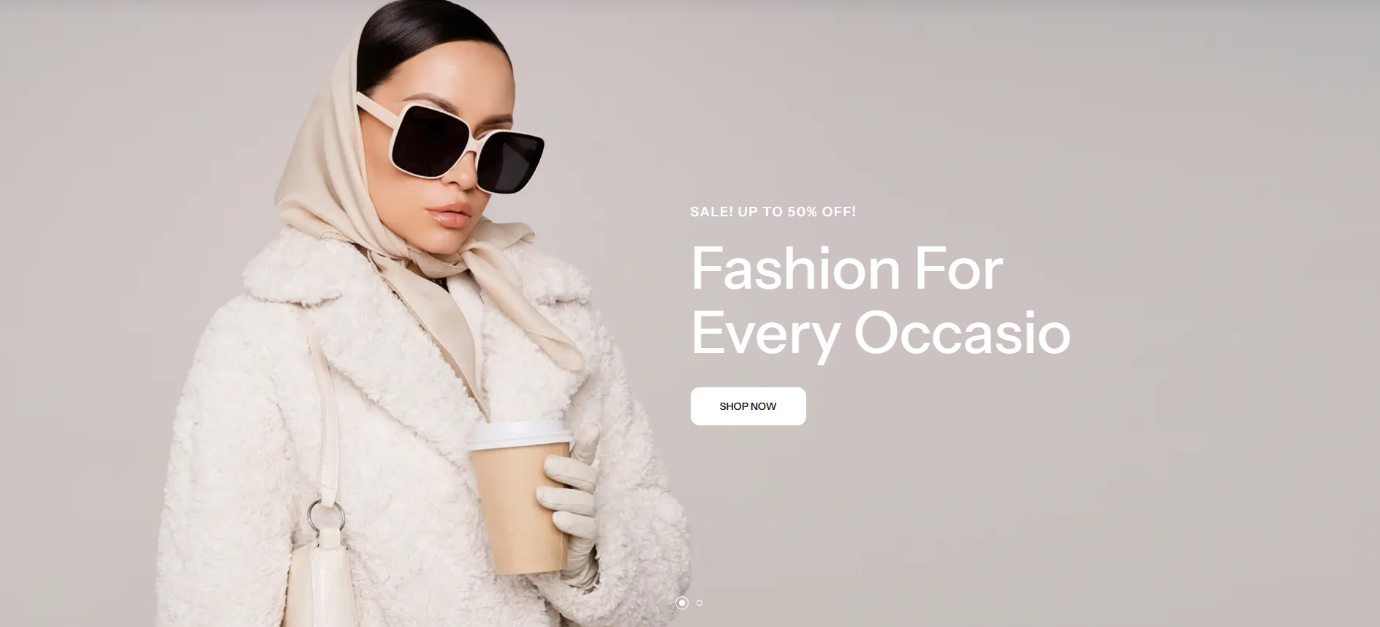 SALE! UP TO 50% OFF!
Fashion For
Every Occasio
SHOP NOW